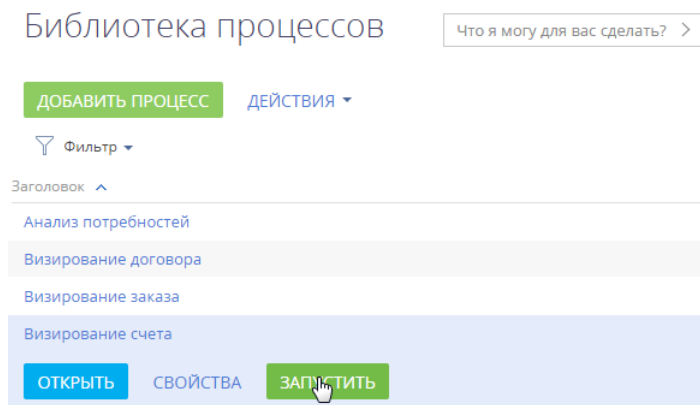 Библиотека процессов
Что я могу для вас сделать? >
ДОБАВИТЬ ПРОЦЕСС ДЕЙСТВИЯ
Фильтр
Заголовок
Анализ потребностей
Визирование договора
Визирование заказа
Визирование счета
ОТКРЫТЬ СВОЙСТВА ЗАПУСТИТЬ